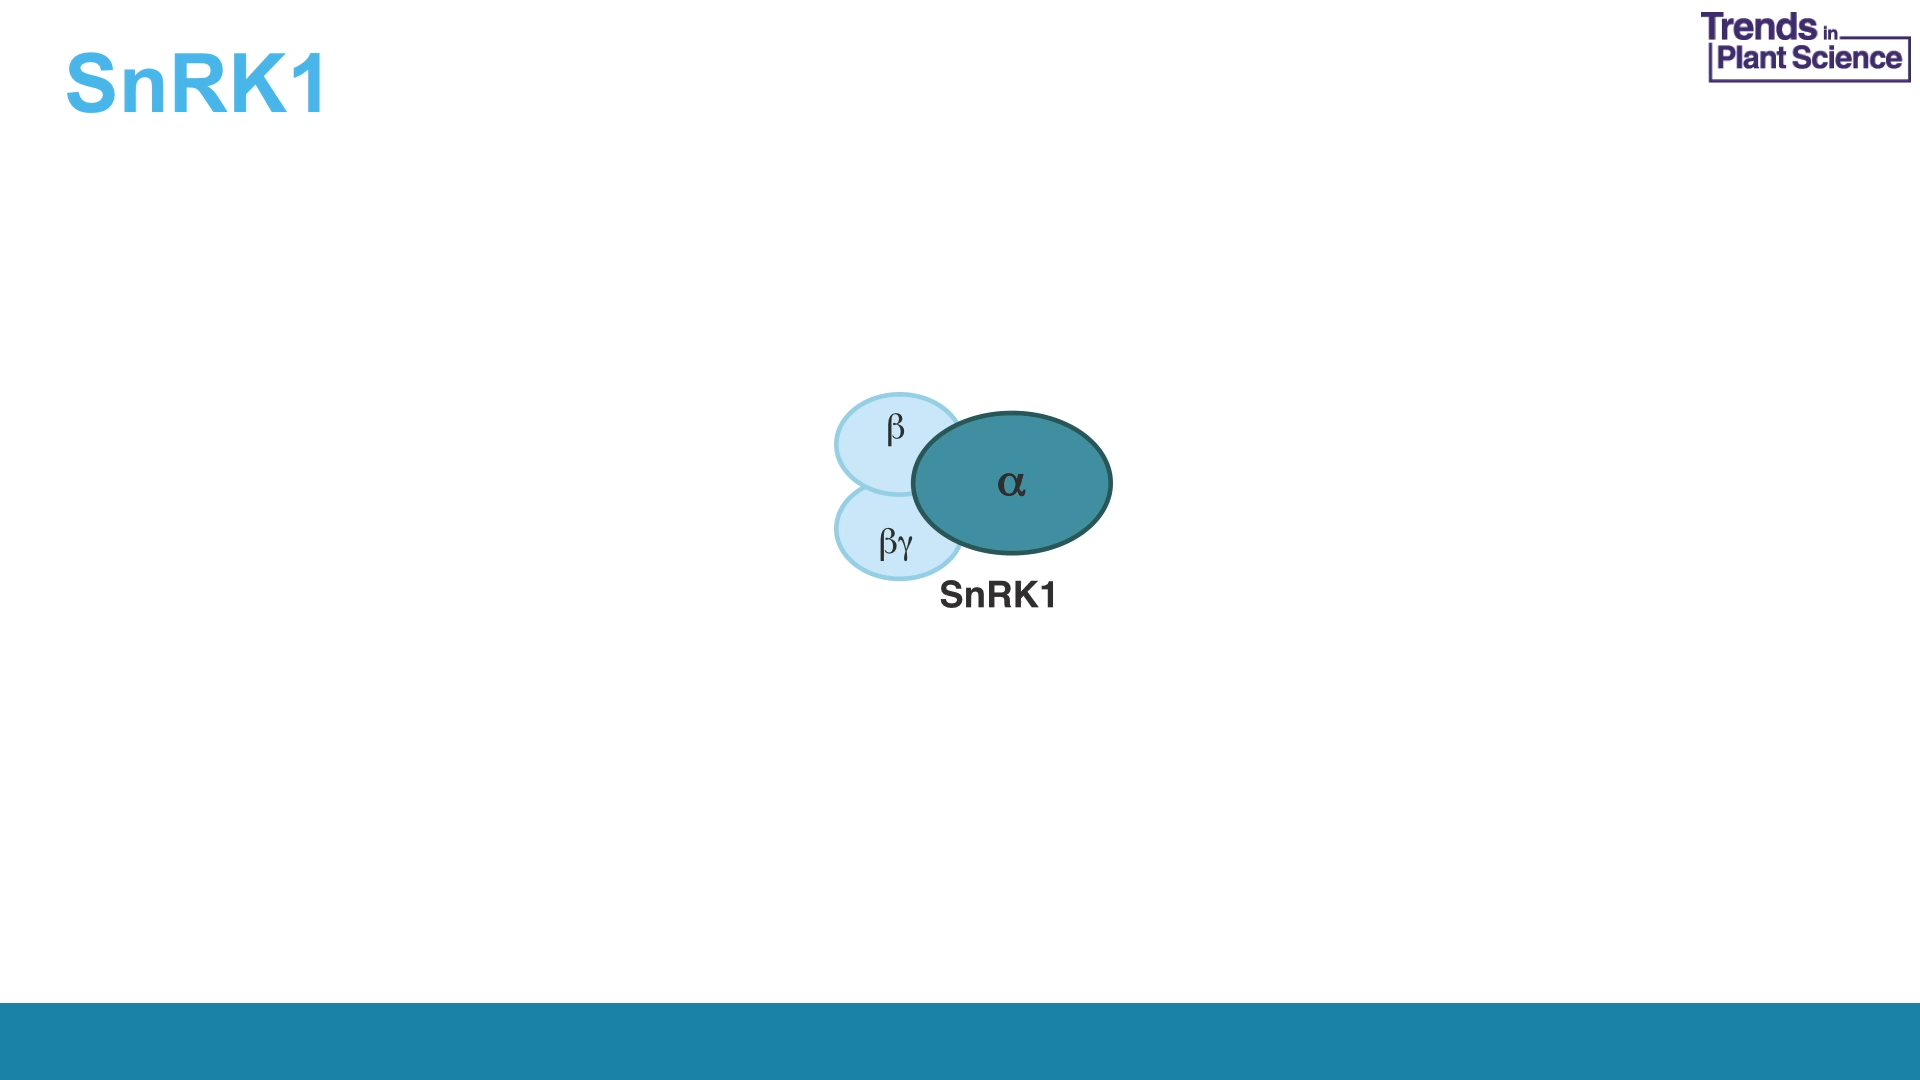 SnRK1
Trends in
Plant Science
β
α
βγ
SnRK1